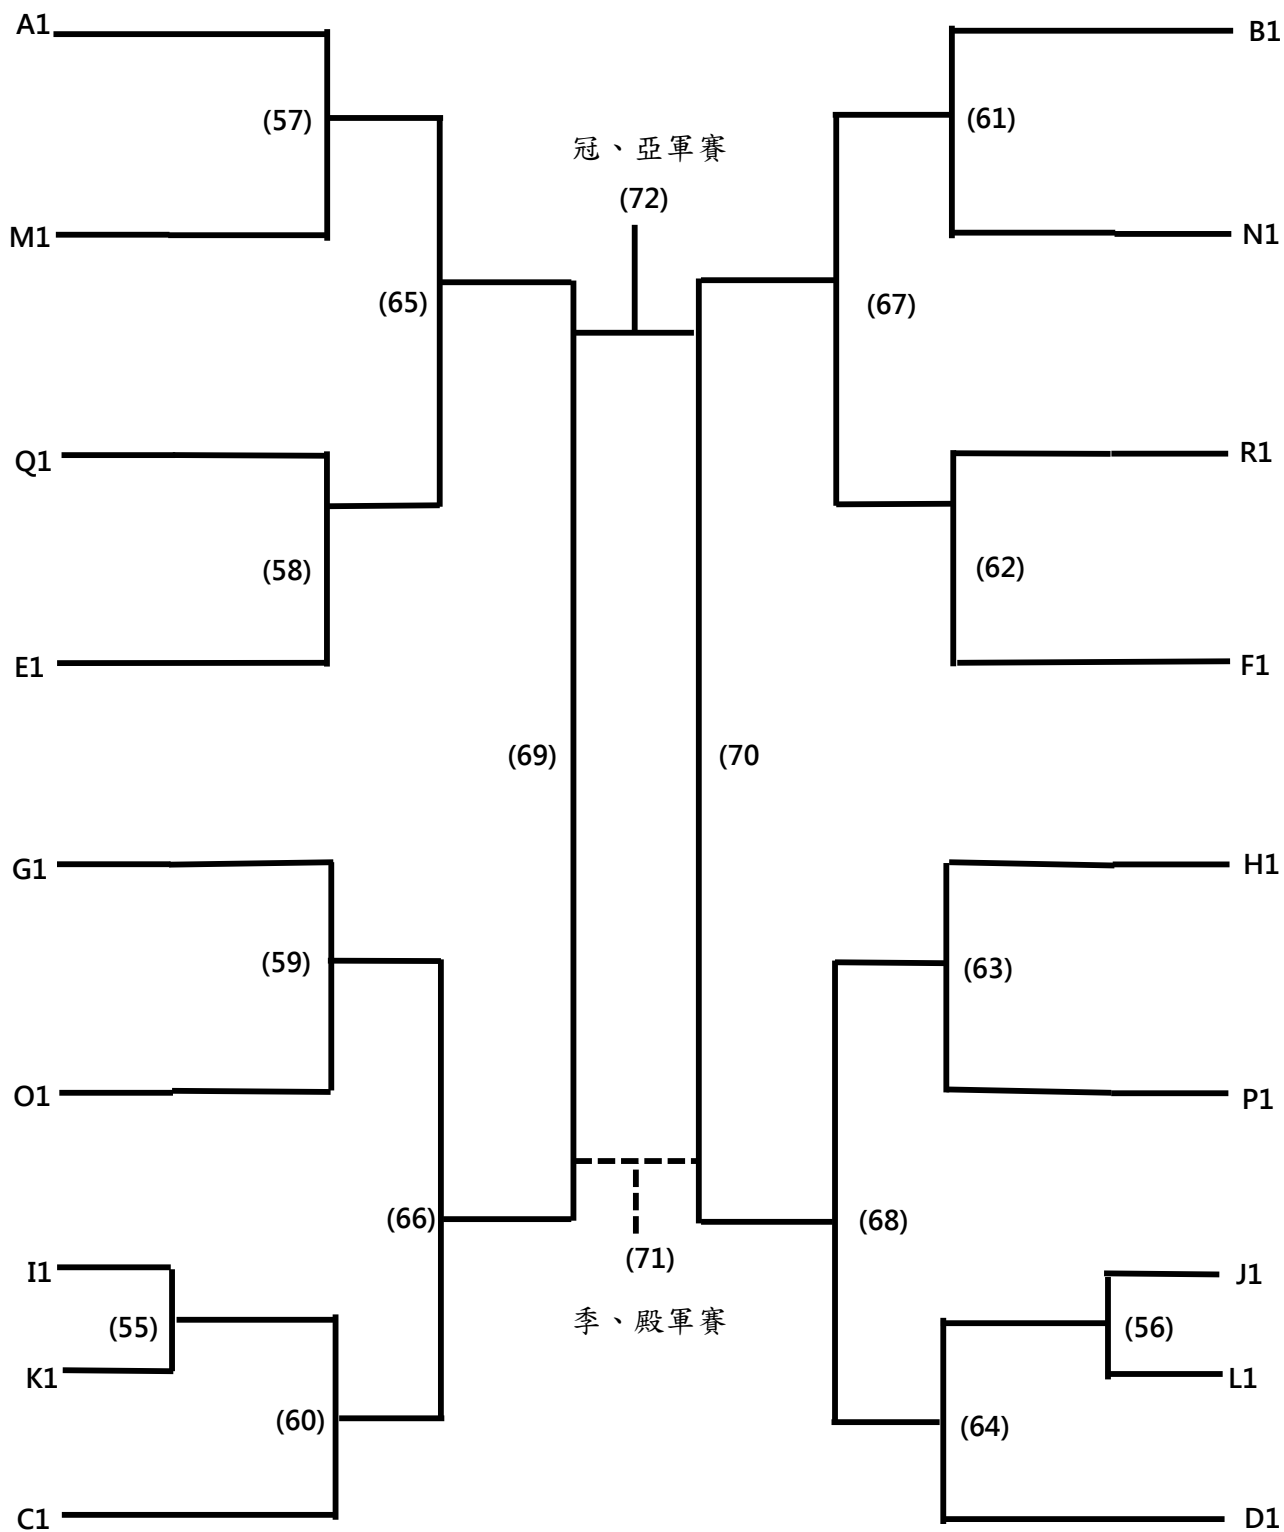 A1
B1
(57)
(61)
冠、亞軍賽
(72)
M1
N1
(65)
(67)
Q1
R1
(58)
(62)
E1
F1
(69)
(70
G1
H1
(59)
(63)
O1
P1
(66)
(68)
(71)
I1
J1
季、殿軍賽
(55)
(56)
K1
L1
(60)
(64)
C1
D1